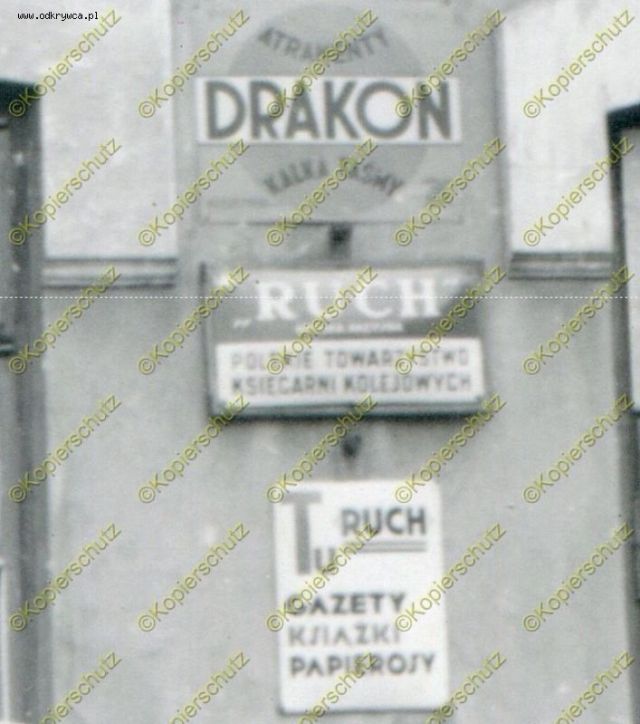 www.odkrywca.pl
ATRAMENTY
DRAKON
KALKA TAŚMY
„RUCH”
POLSKIE TOWARZYSTWO
KSIĘGARNI KOLEJOWYCH
Tu RUCH
GAZETY
KSIĄŻKI
PAPIEROSY
©Kopierschutz